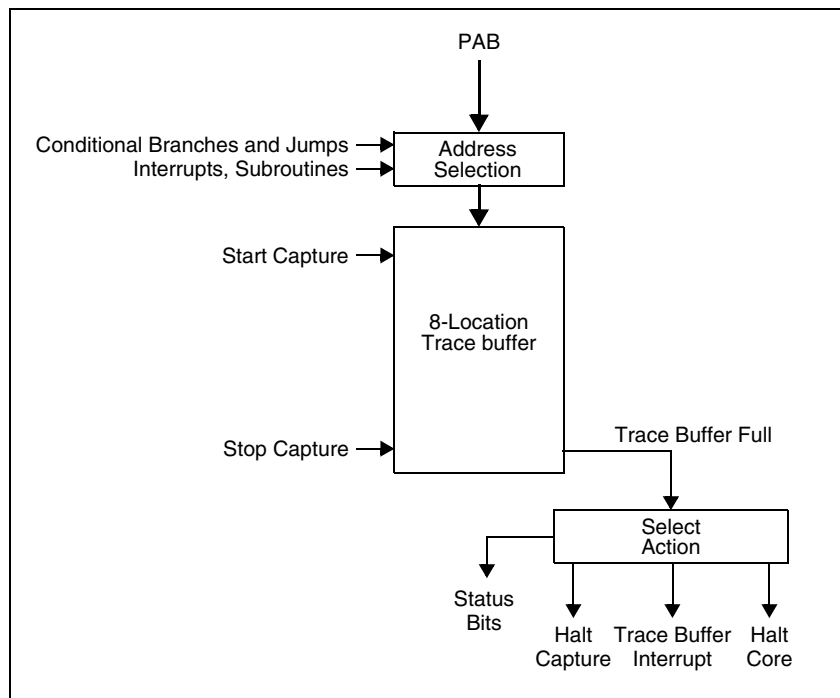 PAB
Conditional Branches and Jumps
Interrupts, Subroutines
Address
Selection
Start Capture
8-Location
Trace buffer
Stop Capture
Trace Buffer Full
Select
Action
Status
Bits
Halt
Capture
Trace Buffer
Interrupt
Halt
Core